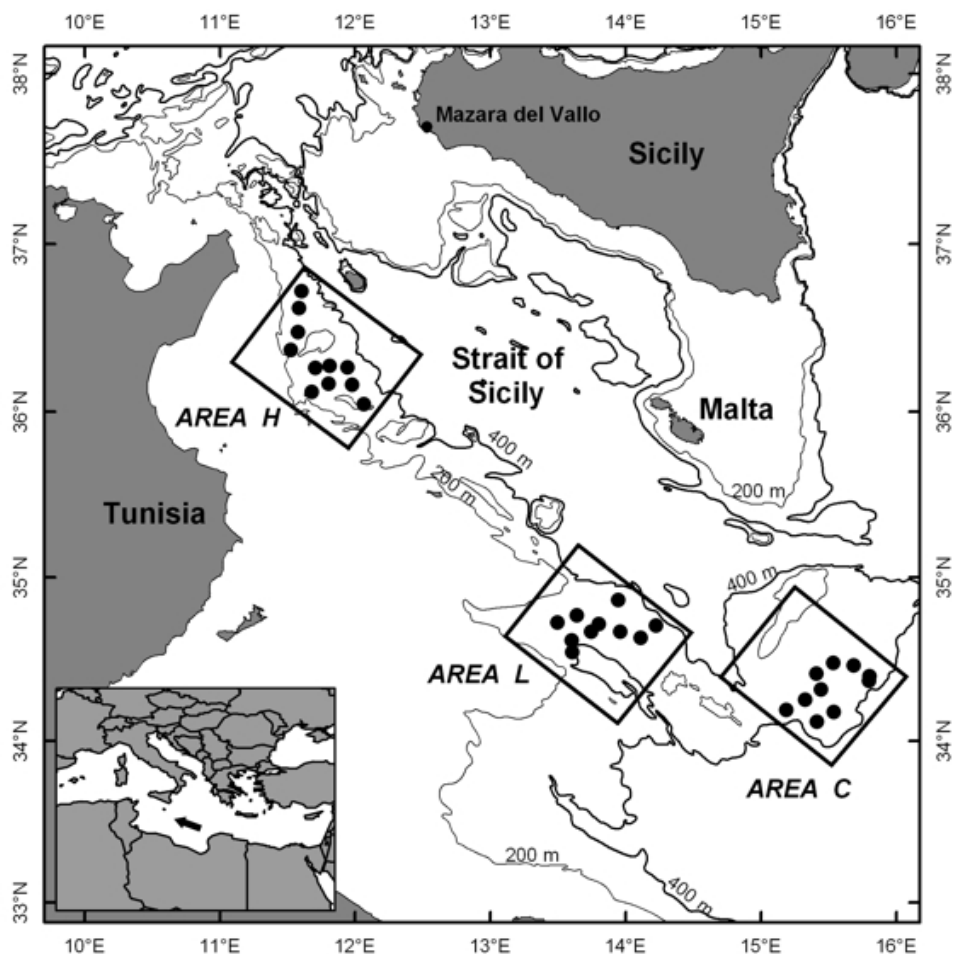 10°E 11°E 12°E 13°E 14°E 15°E 16°E
38°N
38°N
Mazara del Vallo
Sicily
37°N
37°N
Strait of
Sicily
36°N
36°N
AREA H
Malta
400 m
200 m
200 m
Tunisia
35°N
35°N
400 m
AREA L
34°N
34°N
AREA C
200 m
400 m
33°N
33°N
10°E 11°E 12°E 13°E 14°E 15°E 16°E